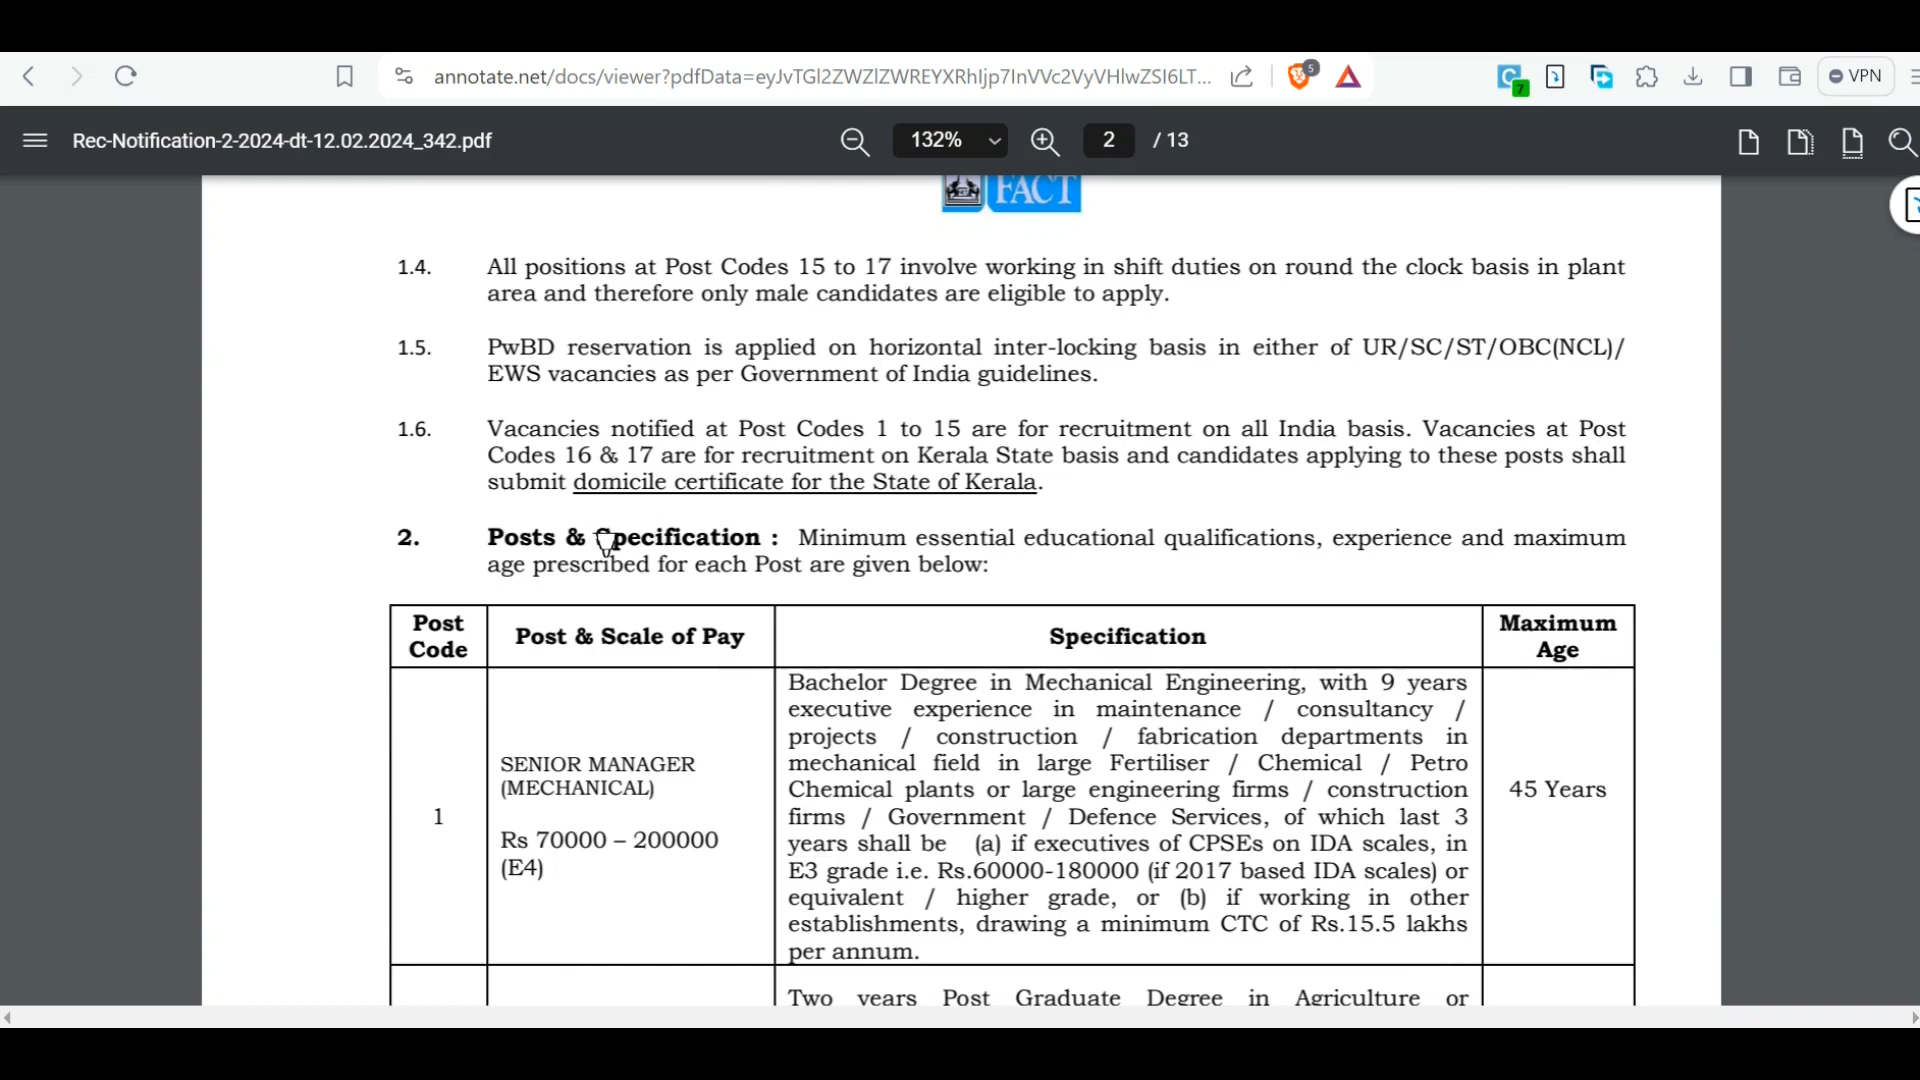 annotate.net/docs/viewer?pdfData=eyJvTGl2ZWZlZWREYXRhIjp7InVVc2VyVHlwZSI6LT...
5
7
VPN
Rec-Notification-2-2024-dt-12.02.2024_342.pdf
132%
2 / 13
FACT
1.4. All positions at Post Codes 15 to 17 involve working in shift duties on round the clock basis in plant
area and therefore only male candidates are eligible to apply.
1.5. PwBD reservation is applied on horizontal inter-locking basis in either of UR/SC/ST/OBC(NCL)/
EWS vacancies as per Government of India guidelines.
1.6. Vacancies notified at Post Codes 1 to 15 are for recruitment on all India basis. Vacancies at Post
Codes 16 & 17 are for recruitment on Kerala State basis and candidates applying to these posts shall
submit domicile certificate for the State of Kerala.
2. Posts & Specification : Minimum essential educational qualifications, experience and maximum
age prescribed for each Post are given below:
Post
Code
Post & Scale of Pay
Specification
Maximum
Age
1
SENIOR MANAGER
(MECHANICAL)
Rs 70000 – 200000
(E4)
Bachelor Degree in Mechanical Engineering, with 9 years
executive experience in maintenance / consultancy /
projects / construction / fabrication departments in
mechanical field in large Fertiliser / Chemical / Petro
Chemical plants or large engineering firms / construction
firms / Government / Defence Services, of which last 3
years shall be (a) if executives of CPSEs on IDA scales, in
E3 grade i.e. Rs.60000-180000 (if 2017 based IDA scales) or
equivalent / higher grade, or (b) if working in other
establishments, drawing a minimum CTC of Rs.15.5 lakhs
per annum.
45 Years
Two years Post Graduate Degree in Agriculture or